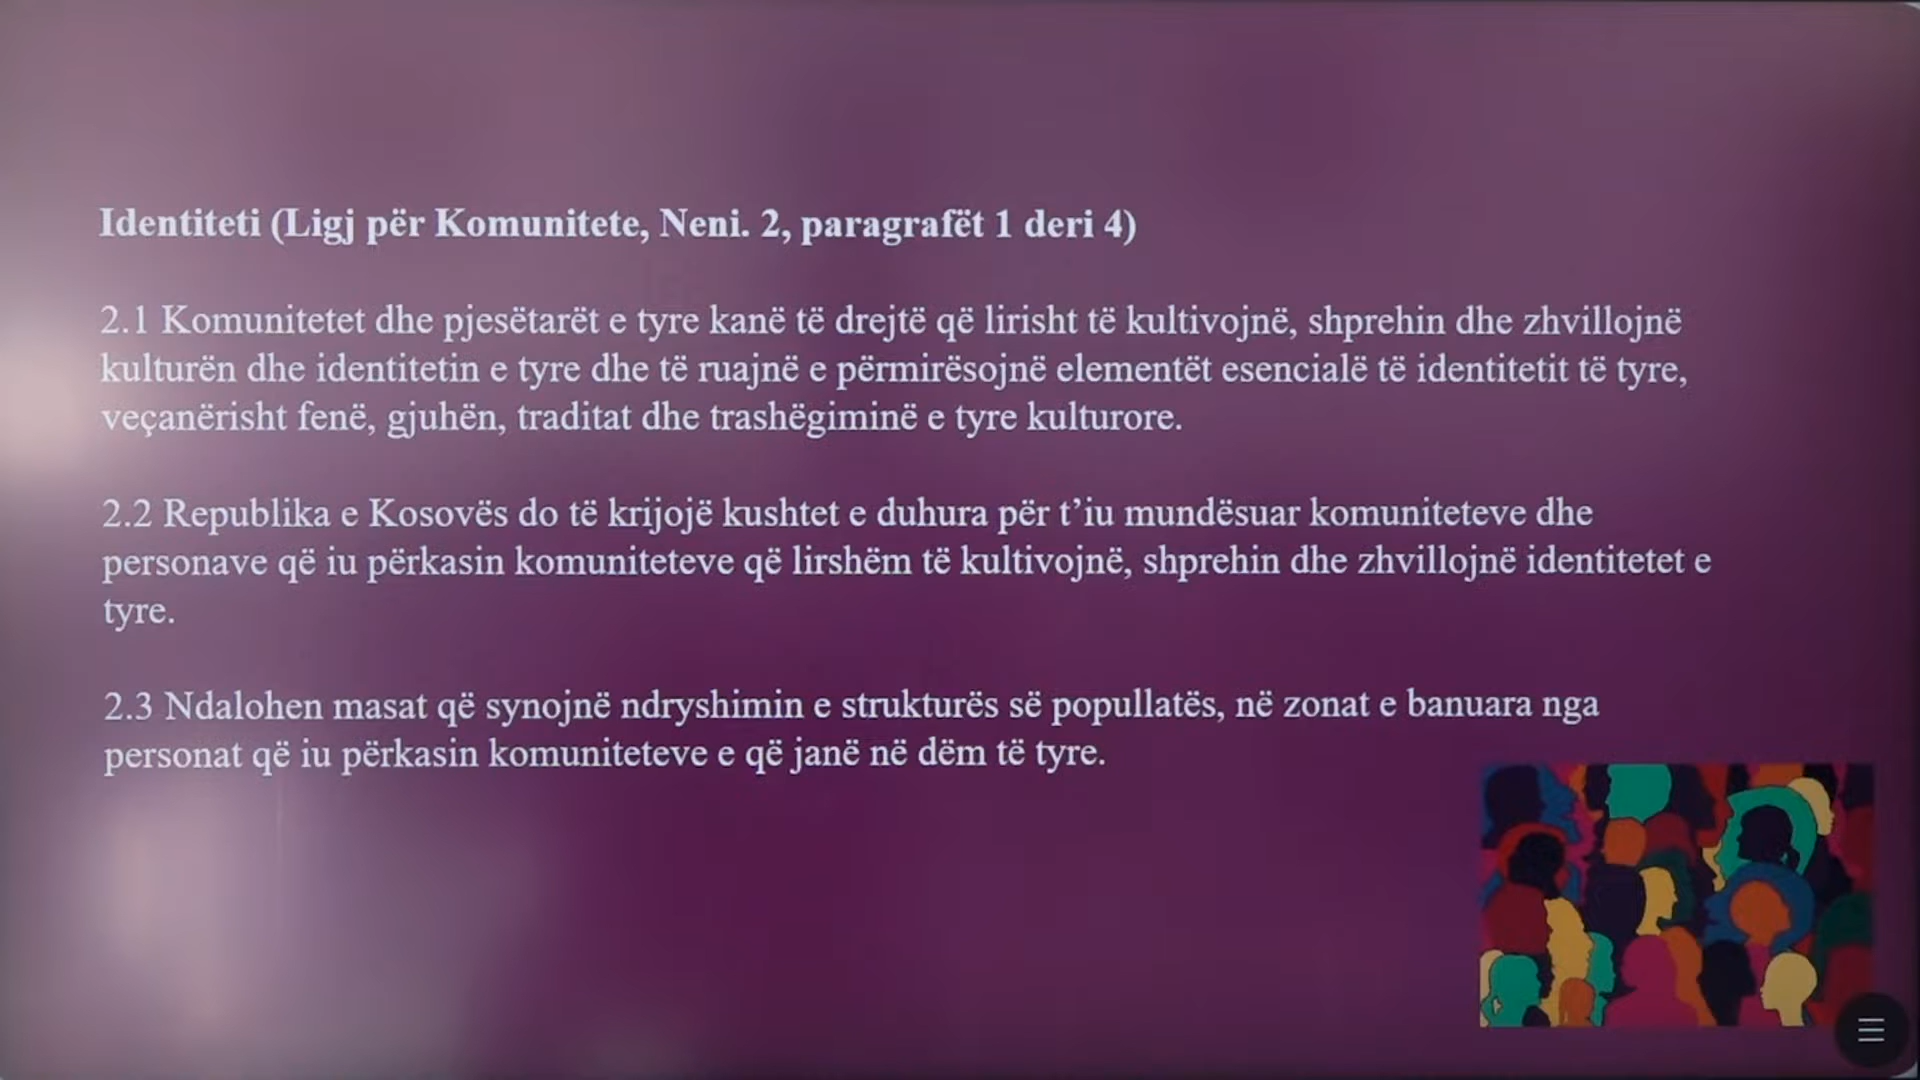 Identiteti (Ligj për Komunitete, Neni. 2, paragrafët 1 deri 4)
2.1 Komunitetet dhe pjesëtarët e tyre kanë të drejtë që lirisht të kultivojnë, shprehin dhe zhvillojnë
kulturën dhe identitetin e tyre dhe të ruajnë e përmirësojnë elementët esencialë të identitetit të tyre,
veçanërisht fenë, gjuhën, traditat dhe trashëgiminë e tyre kulturore.
2.2 Republika e Kosovës do të krijojë kushtet e duhura për t’iu mundësuar komuniteteve dhe
personave që iu përkasin komuniteteve që lirshëm të kultivojnë, shprehin dhe zhvillojnë identitetet e
tyre.
2.3 Ndalohen masat që synojnë ndryshimin e strukturës së popullatës, në zonat e banuara nga
personat që iu përkasin komuniteteve e që janë në dëm të tyre.